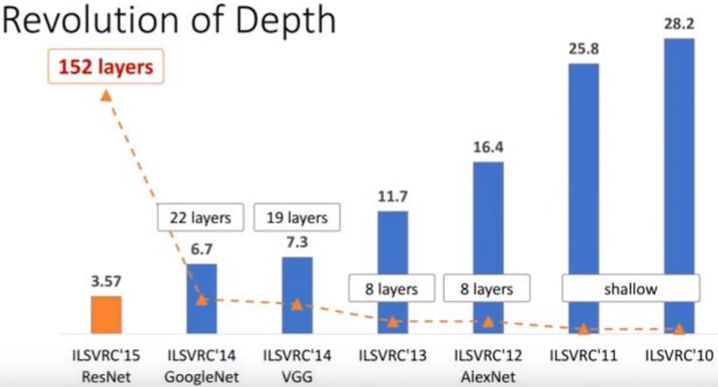 Revolution of Depth
28.2
25.8
152 layers
16.4
11.7
22 layers
19 layers
6.7
7.3
3.57
8 layers
8 layers
shallow
ILSVRC'15
ResNet
ILSVRC'14
GoogleNet
ILSVRC'14
VGG
ILSVRC'13
ILSVRC'12
AlexNet
ILSVRC'11
ILSVRC'10